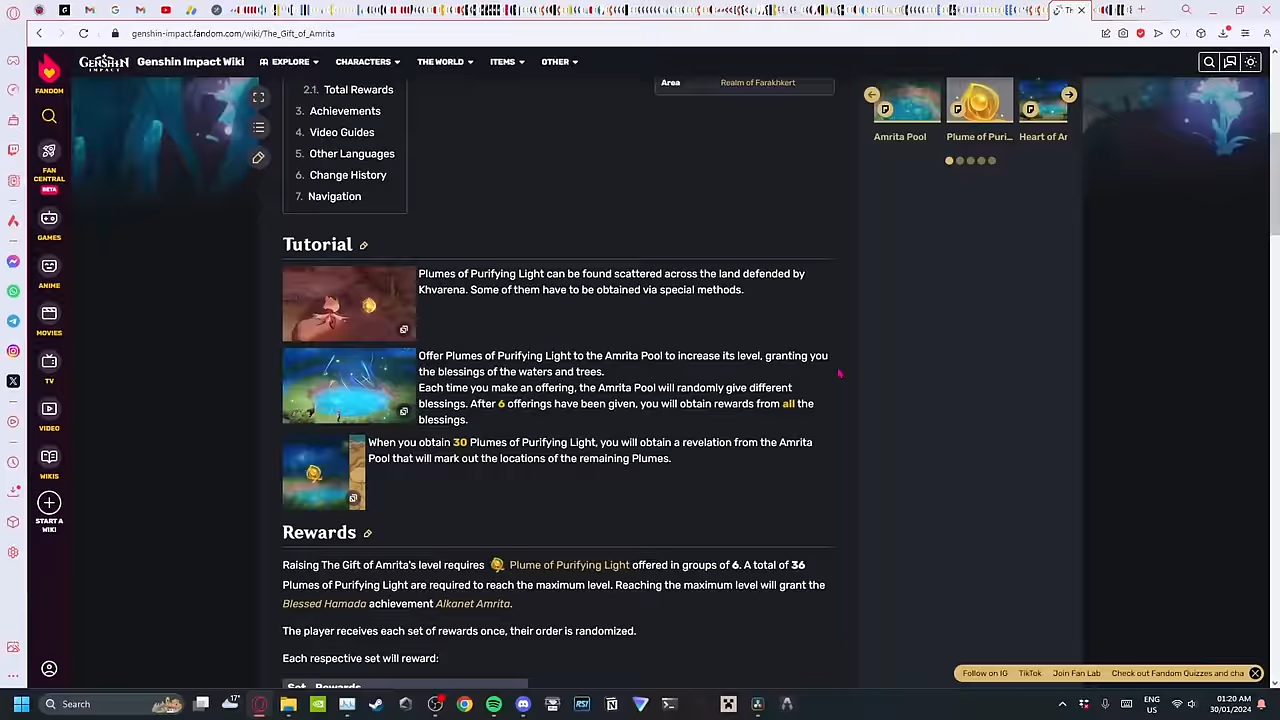 genshin-impact.fandom.com/wiki/The_Gift_of_Amrita
FANDOM
GENSHIN IMPACT
Genshin Impact Wiki
EXPLORE
CHARACTERS
THE WORLD
ITEMS
OTHER
FAN CENTRAL
BETA
GAMES
ANIME
MOVIES
TV
VIDEO
WIKIS
START A WIKI
2.1. Total Rewards
3. Achievements
4. Video Guides
5. Other Languages
6. Change History
7. Navigation
Area Realm of Farakhkert
Amrita Pool
Plume of Puri...
Heart of Ar
Tutorial
Plumes of Purifying Light can be found scattered across the land defended by
Khvarena. Some of them have to be obtained via special methods.
Offer Plumes of Purifying Light to the Amrita Pool to increase its level, granting you
the blessings of the waters and trees.
Each time you make an offering, the Amrita Pool will randomly give different
blessings. After 6 offerings have been given, you will obtain rewards from all the
blessings.
When you obtain 30 Plumes of Purifying Light, you will obtain a revelation from the Amrita
Pool that will mark out the locations of the remaining Plumes.
Rewards
Raising The Gift of Amrita's level requires Plume of Purifying Light offered in groups of 6. A total of 36
Plumes of Purifying Light are required to reach the maximum level. Reaching the maximum level will grant the
Blessed Hamada achievement Alkanet Amrita.
The player receives each set of rewards once, their order is randomized.
Each respective set will reward:
Set Rewards
Follow on IG TikTok Join Fan Lab Check out Fandom Quizzes and cha
Search
17°
RSI
ENG
US
01:20 AM
30/01/2024